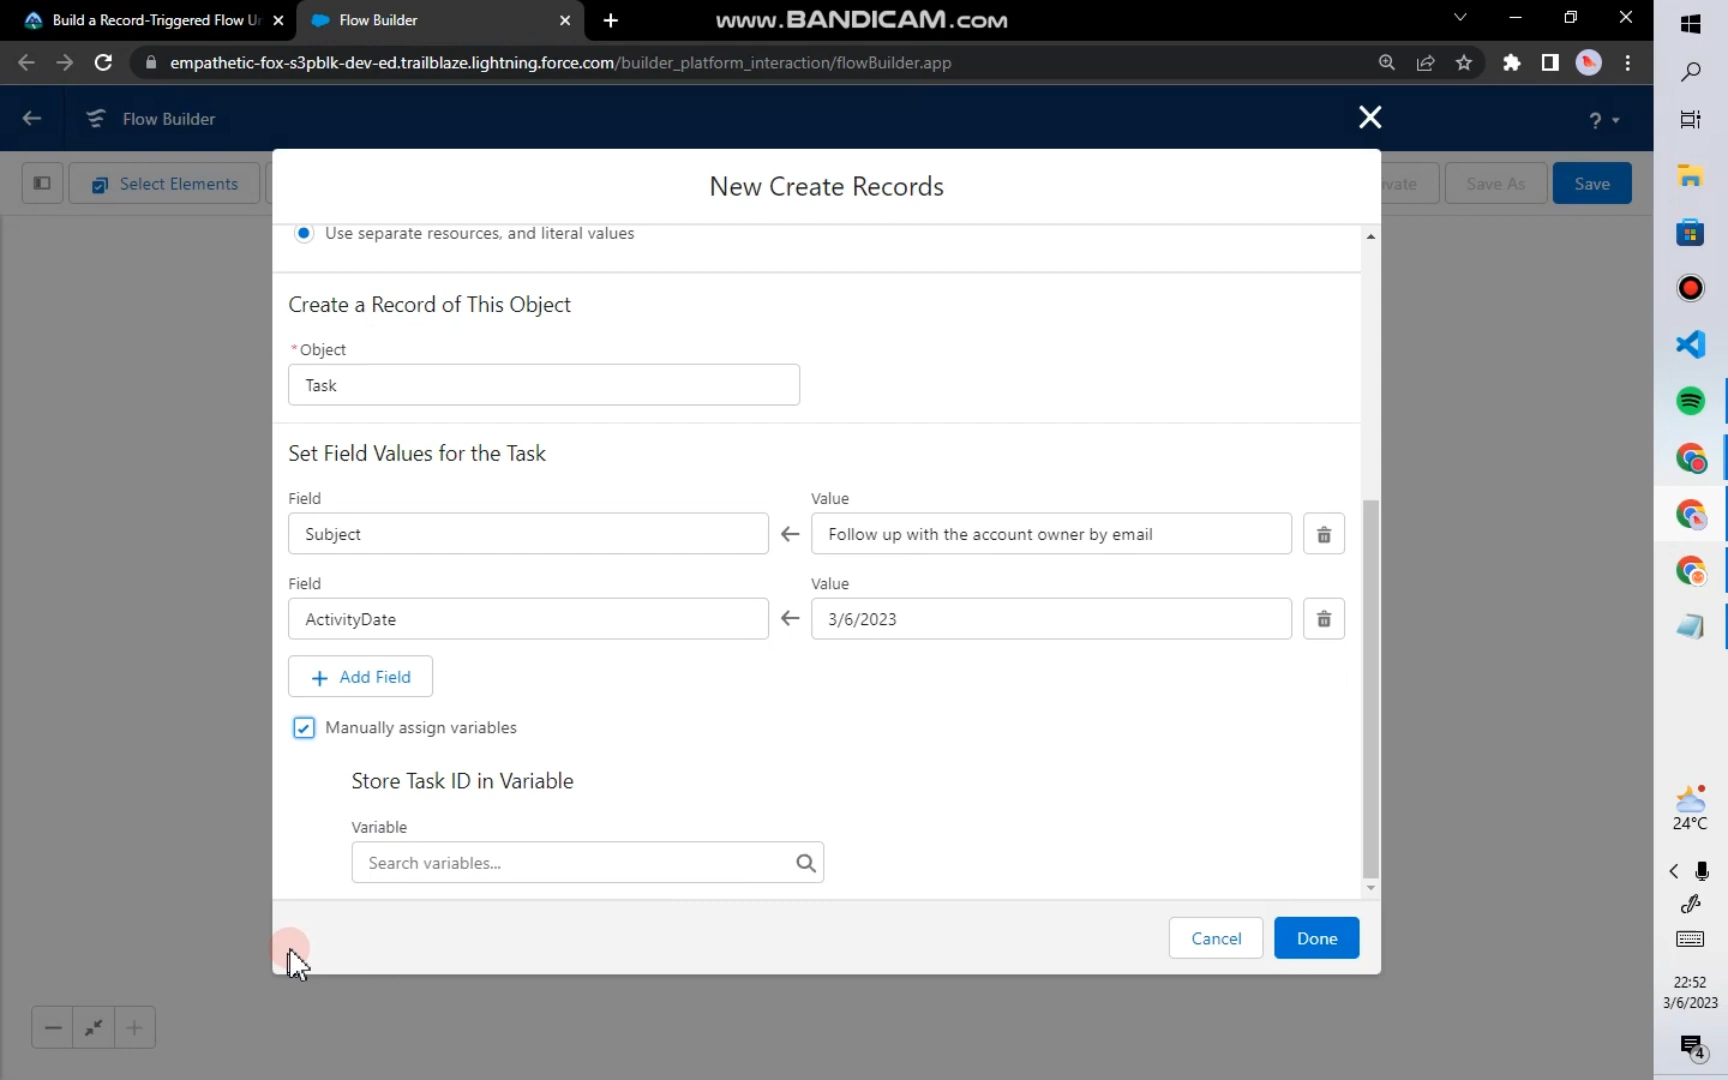 Build a Record-Triggered Flow U
Flow Builder
www.BANDICAM.com
empathetic-fox-s3pblk-dev-ed.trailblaze.lightning.force.com/builder_platform_interaction/flowBuilder.app
Flow Builder
?
Select Elements
vate
Save As
Save
New Create Records
Use separate resources, and literal values
Create a Record of This Object
*Object
Task
Set Field Values for the Task
Field
Value
Subject
Follow up with the account owner by email
Field
Value
ActivityDate
3/6/2023
+ Add Field
Manually assign variables
Store Task ID in Variable
Variable
Search variables...
Cancel
Done
24°C
22:52
3/6/2023
4